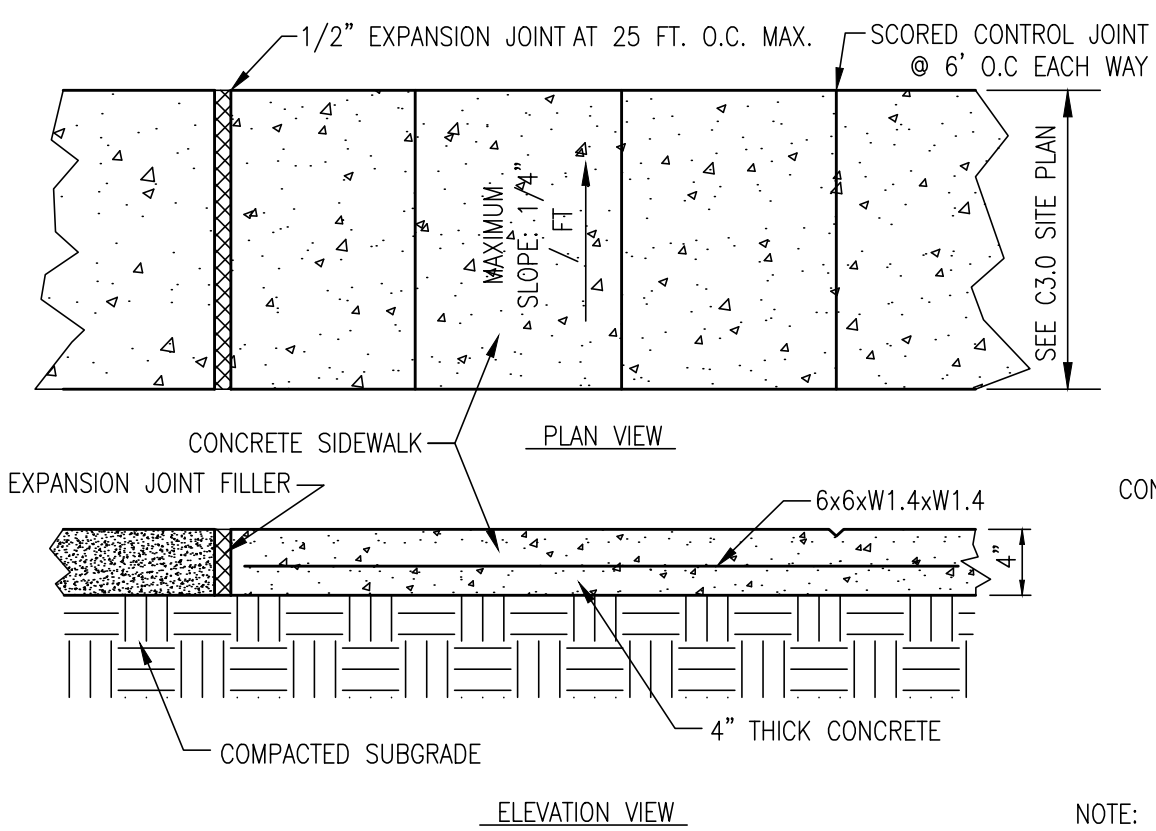 1/2" EXPANSION JOINT AT 25 FT. O.C. MAX.
SCORED CONTROL JOINT
@ 6' O.C EACH WAY
MAXIMUM
SLOPE: 1/4"
/ FT
SEE C3.0 SITE PLAN
CONCRETE SIDEWALK
PLAN VIEW
EXPANSION JOINT FILLER
6x6xW1.4xW1.4
CON
4"
4" THICK CONCRETE
COMPACTED SUBGRADE
ELEVATION VIEW
NOTE: